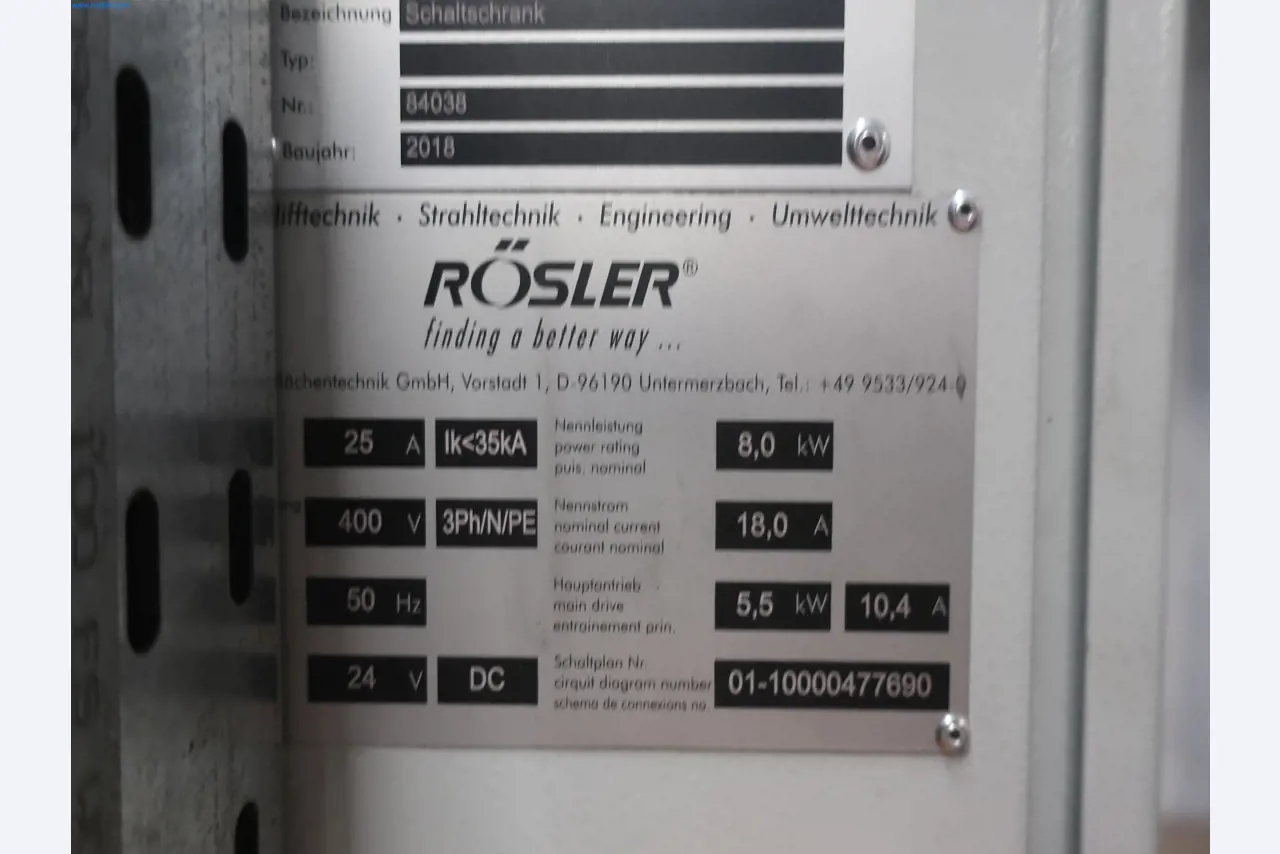 Bezeichnung Schaltschrank
Typ:
Nr.: 84038
Baujahr: 2018
ifftechnik · Strahltechnik · Engineering · Umwelttechnik
RÖSLER®
finding a better way ...
ächentechnik GmbH, Vorstadt 1, D-96190 Untermerzbach, Tel.: +49 9533/924-0
25 A Ik<35kA
Nennleistung
power rating
puis. nominal
8,0 kW
ng
400 V 3Ph/N/PE
Nennstrom
nominal current
courant nominal
18,0 A
50 Hz
Hauptantrieb
main drive
entrainement prin.
5,5 kW 10,4 A
24 V DC
Schaltplan Nr.
cirquit diagram number
schema de connexions no.
01-10000477690